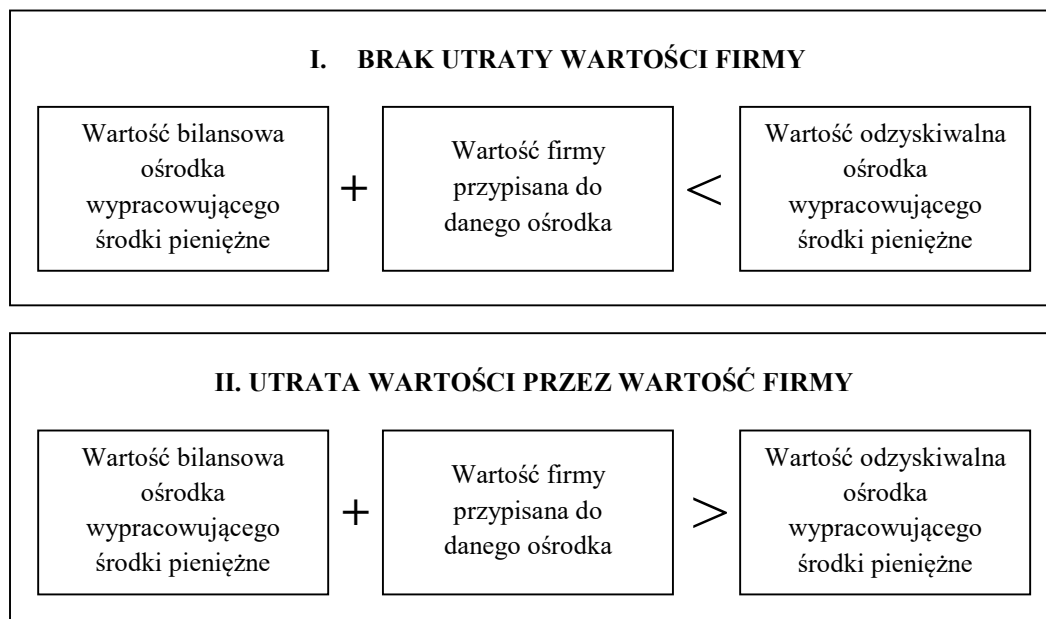 I. BRAK UTRATY WARTOŚCI FIRMY
Wartość bilansowa
ośrodka
wypracowującego
środki pieniężne
+
Wartość firmy
przypisana do
danego ośrodka
<
Wartość odzyskiwalna
ośrodka
wypracowującego
środki pieniężne
II. UTRATA WARTOŚCI PRZEZ WARTOŚĆ FIRMY
Wartość bilansowa
ośrodka
wypracowującego
środki pieniężne
+
Wartość firmy
przypisana do
danego ośrodka
>
Wartość odzyskiwalna
ośrodka
wypracowującego
środki pieniężne